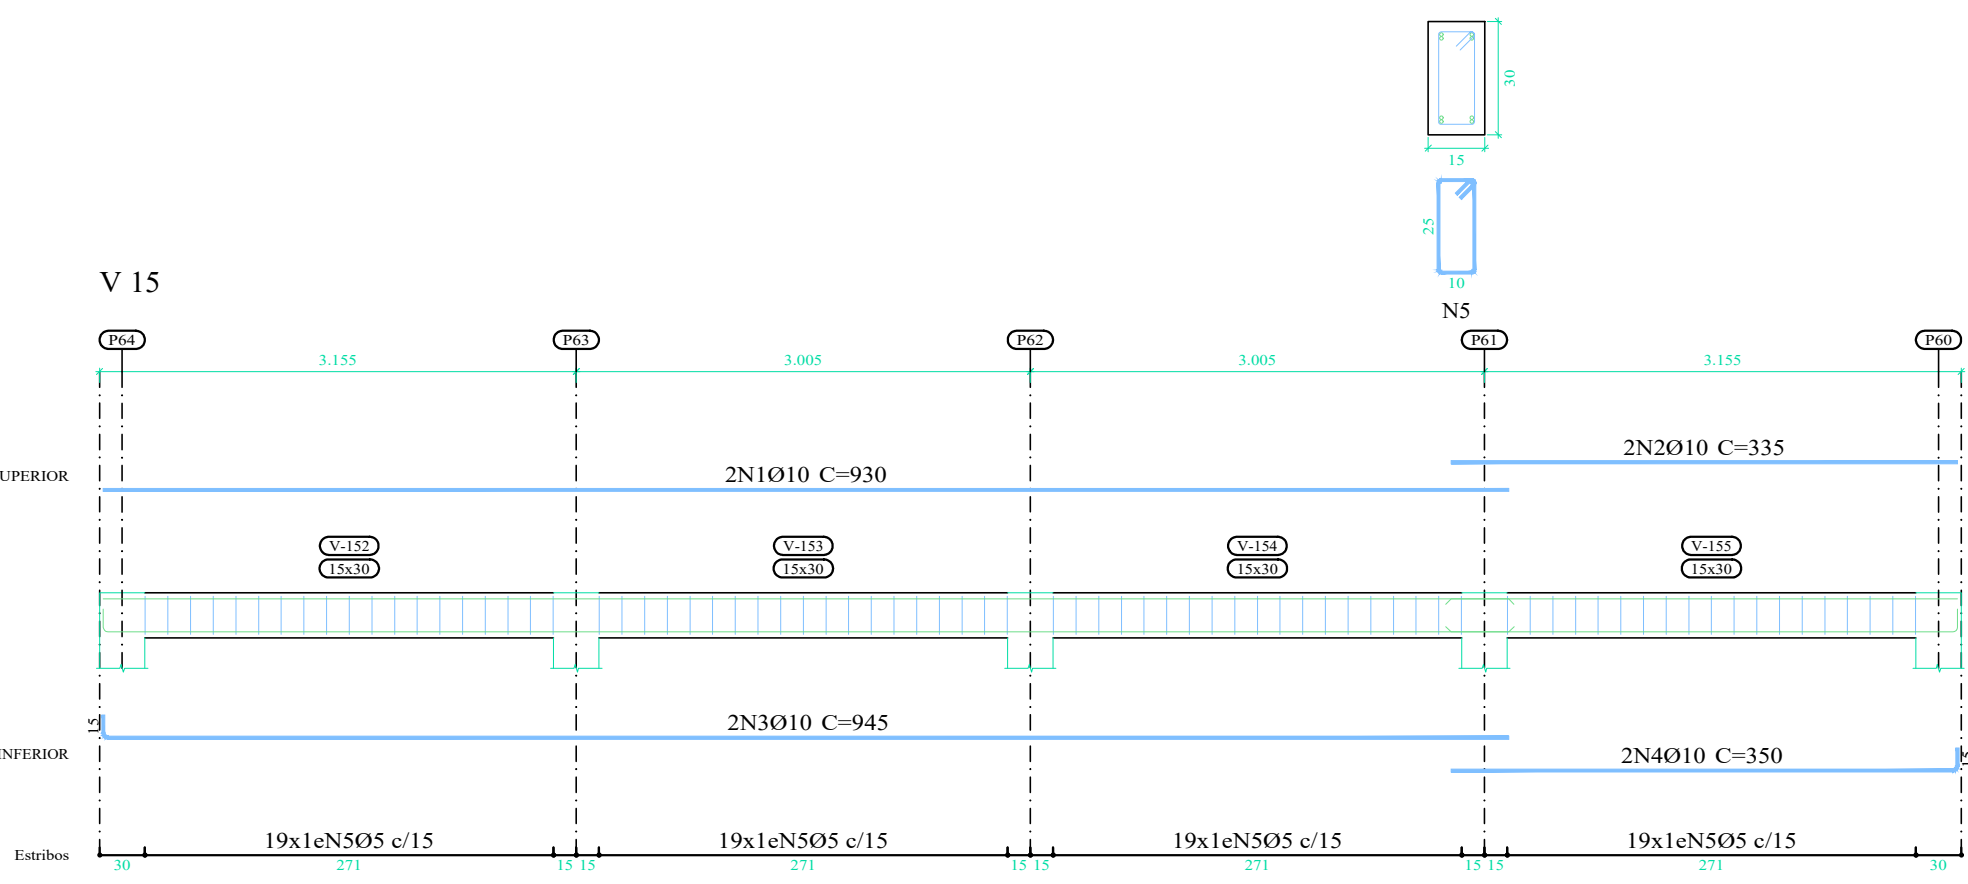 30
15
25
10
N5
V 15
P64 P63 P62 P61 P60
3.155 3.005 3.005 3.155
2N2Ø10 C=335
UPERIOR 2N1Ø10 C=930
V-152 V-153 V-154 V-155
15x30 15x30 15x30 15x30
15 2N3Ø10 C=945
INFERIOR 2N4Ø10 C=350 15
19x1eN5Ø5 c/15 19x1eN5Ø5 c/15 19x1eN5Ø5 c/15 19x1eN5Ø5 c/15
Estribos 30 271 15 15 271 15 15 271 15 15 271 30